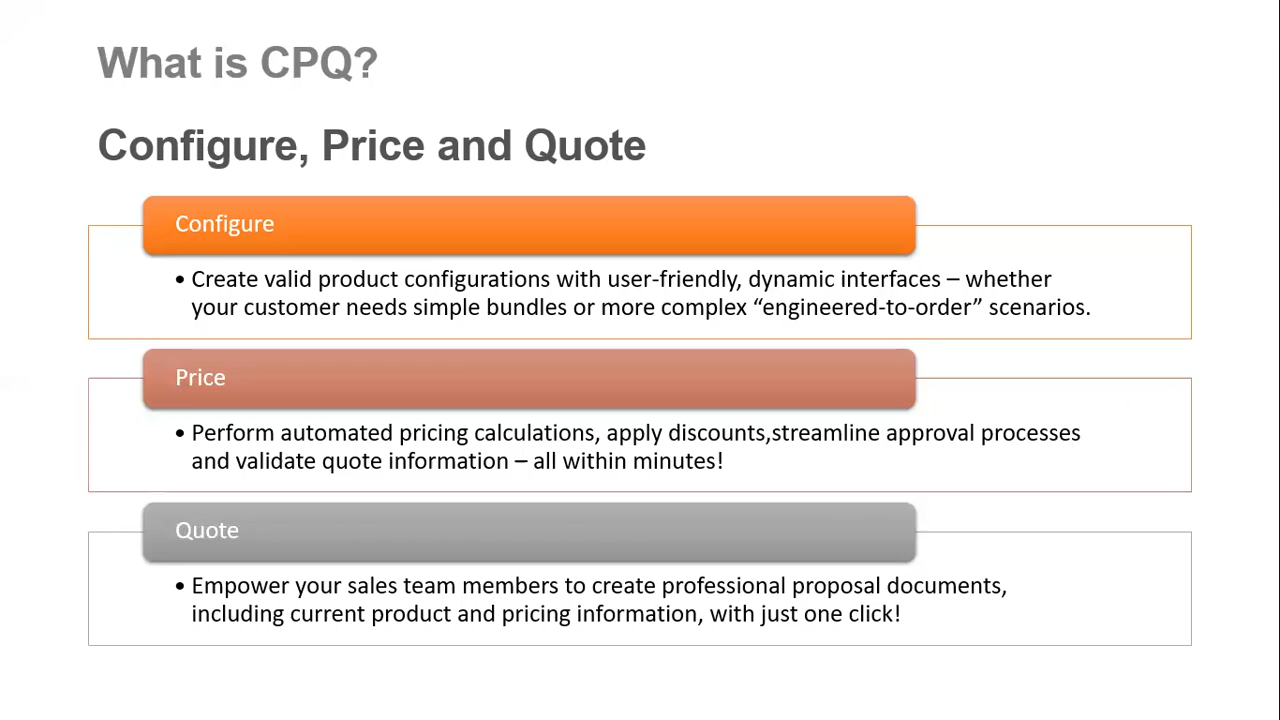 What is CPQ?
Configure, Price and Quote
Configure
• Create valid product configurations with user-friendly, dynamic interfaces – whether
your customer needs simple bundles or more complex “engineered-to-order” scenarios.
Price
• Perform automated pricing calculations, apply discounts,streamline approval processes
and validate quote information – all within minutes!
Quote
• Empower your sales team members to create professional proposal documents,
including current product and pricing information, with just one click!